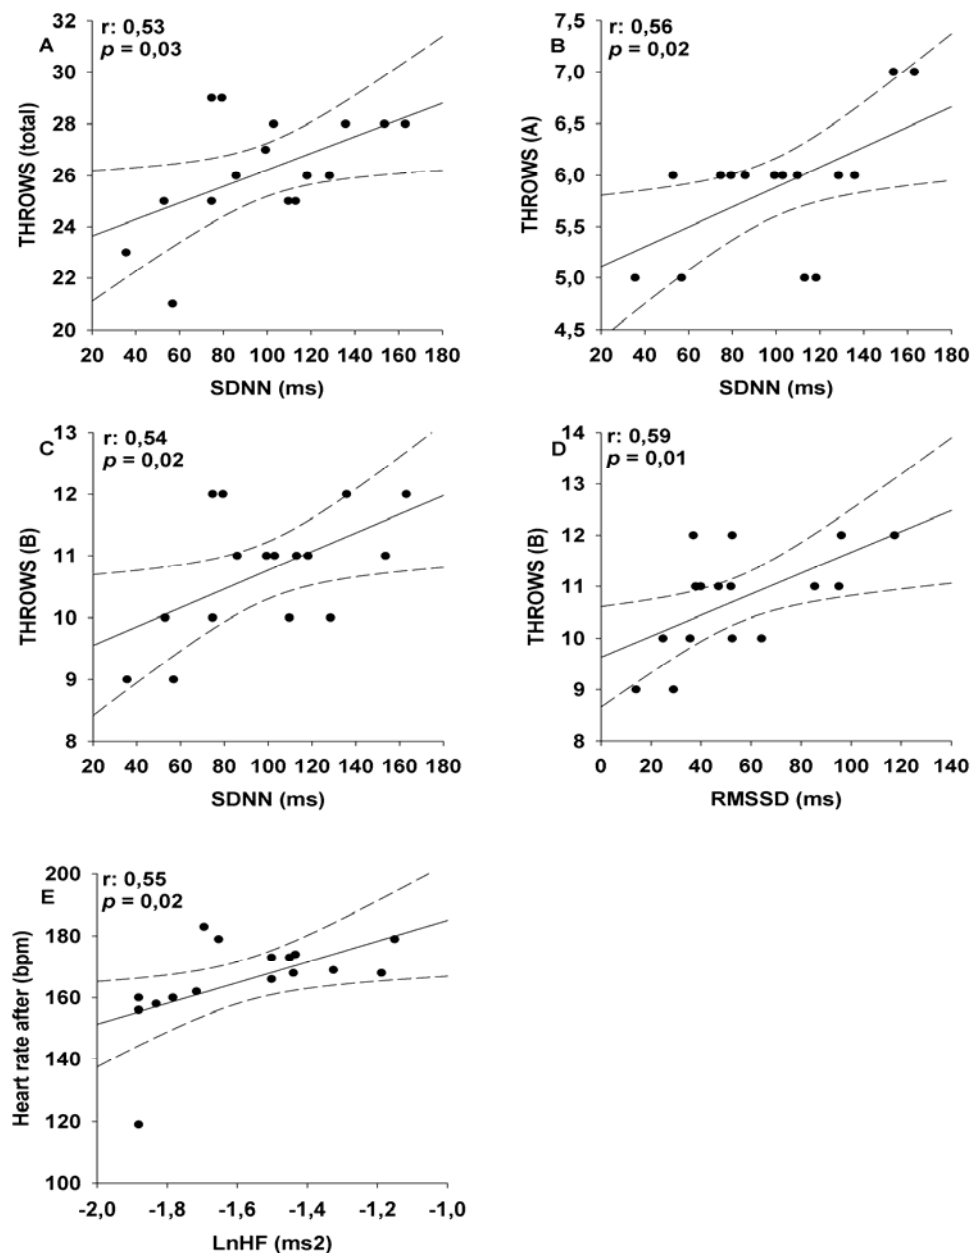 r: 0,53
A
p = 0,03
32
30
28
26
24
22
20
THROWS (total)
20 40 60 80 100 120 140 160 180
SDNN (ms)
r: 0,56
B
p = 0,02
7,5
7,0
6,5
6,0
5,5
5,0
4,5
THROWS (A)
20 40 60 80 100 120 140 160 180
SDNN (ms)
r: 0,54
C
p = 0,02
13
12
11
10
9
8
THROWS (B)
20 40 60 80 100 120 140 160 180
SDNN (ms)
r: 0,59
D
p = 0,01
14
13
12
11
10
9
8
THROWS (B)
0 20 40 60 80 100 120 140
RMSSD (ms)
r: 0,55
E
p = 0,02
200
180
160
140
120
100
Heart rate after (bpm)
-2,0 -1,8 -1,6 -1,4 -1,2 -1,0
LnHF (ms2)